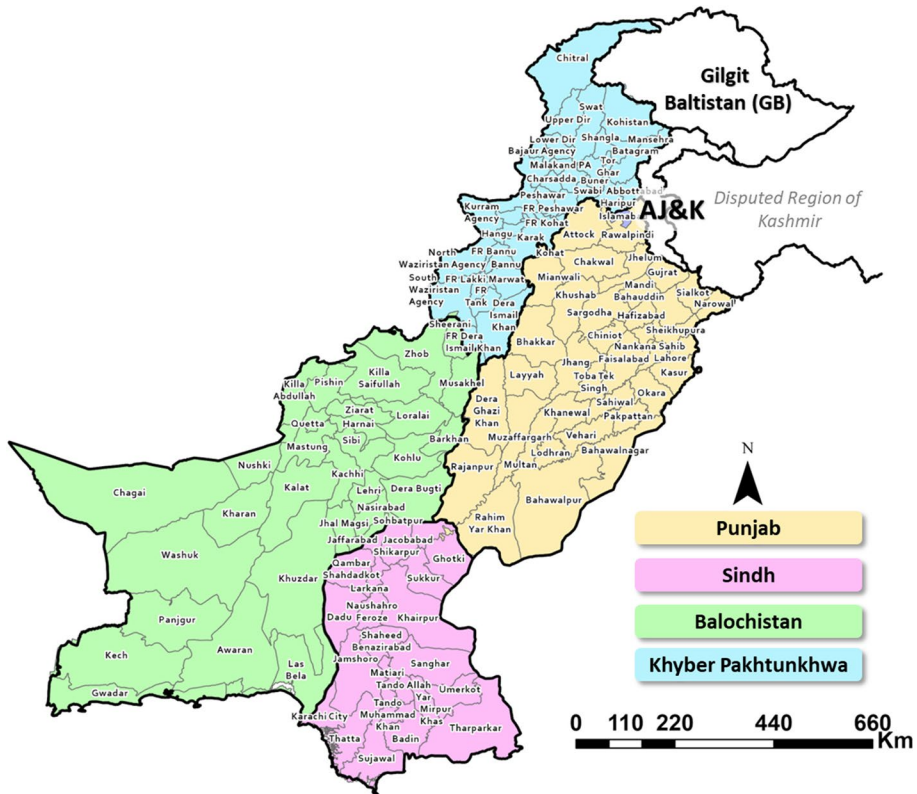 Chitral
Gilgit
Baltistan (GB)
Swat
Upper Dir
Kohistan
Lower Dir
Shangla
Mansehra
Bajaur Agency
Batagram
Malakand PA
Tor
Ghar
Charsadda
Buner
Swabi
Abbottabad
Peshawar
Haripur
Kurram
Agency
FR Peshawar
Islamab
AJ&K
Disputed Region of
Kashmir
FR Kohat
Hangu
Karak
Attock
Rawalpindi
North
Waziristan Agency
FR Bannu
Bannu
Kohat
Chakwal
Jhelum
Gujrat
South
Waziristan
Agency
FR Lakki Marwat
Mianwali
Mandi
Bahauddin
Sialkot
Narowal
FR
Tank
Dera
Ismail
Khan
Khushab
Sargodha
Hafizabad
Sheerani
FR Dera
Ismail Khan
Sheikhupura
Chiniot
Nankana Sahib
Bhakkar
Zhob
Jhang
Faisalabad
Lahore
Kasur
Killa
Saifullah
Layyah
Toba Tek
Singh
Killa
Abdullah
Pishin
Musakhel
Okara
Sahiwal
Dera
Ghazi
Khan
Ziarat
Harnai
Loralai
Khanewal
Pakpattan
Quetta
Sibi
Barkhan
Muzaffargarh
Vehari
Mastung
Lodhran
Bahawalnagar
Kohlu
Nushki
Kachhi
Rajanpur
Multan
Chagai
Kalat
Lehri
Dera Bugti
Bahawalpur
Kharan
Nasirabad
Rahim
Yar Khan
Jhal Magsi
Sohbatpur
Jaffarabad
Jacobabad
Washuk
Shikarpur
Ghotki
Qambar
Shahdadkot
Khuzdar
Sukkur
Larkana
Naushahro
Feroze
Dadu
Khairpur
Panjgur
Shaheed
Benazirabad
Kech
Awaran
Jamshoro
Sanghar
Las
Bela
Matiari
Gwadar
Tando Allah
Yar
Umerkot
Tando
Muhammad
Khan
Mirpur
Khas
Karachi City
Tharparkar
Thatta
Badin
Sujawal
N
Punjab
Sindh
Balochistan
Khyber Pakhtunkhwa
0 110 220 440 660
Km